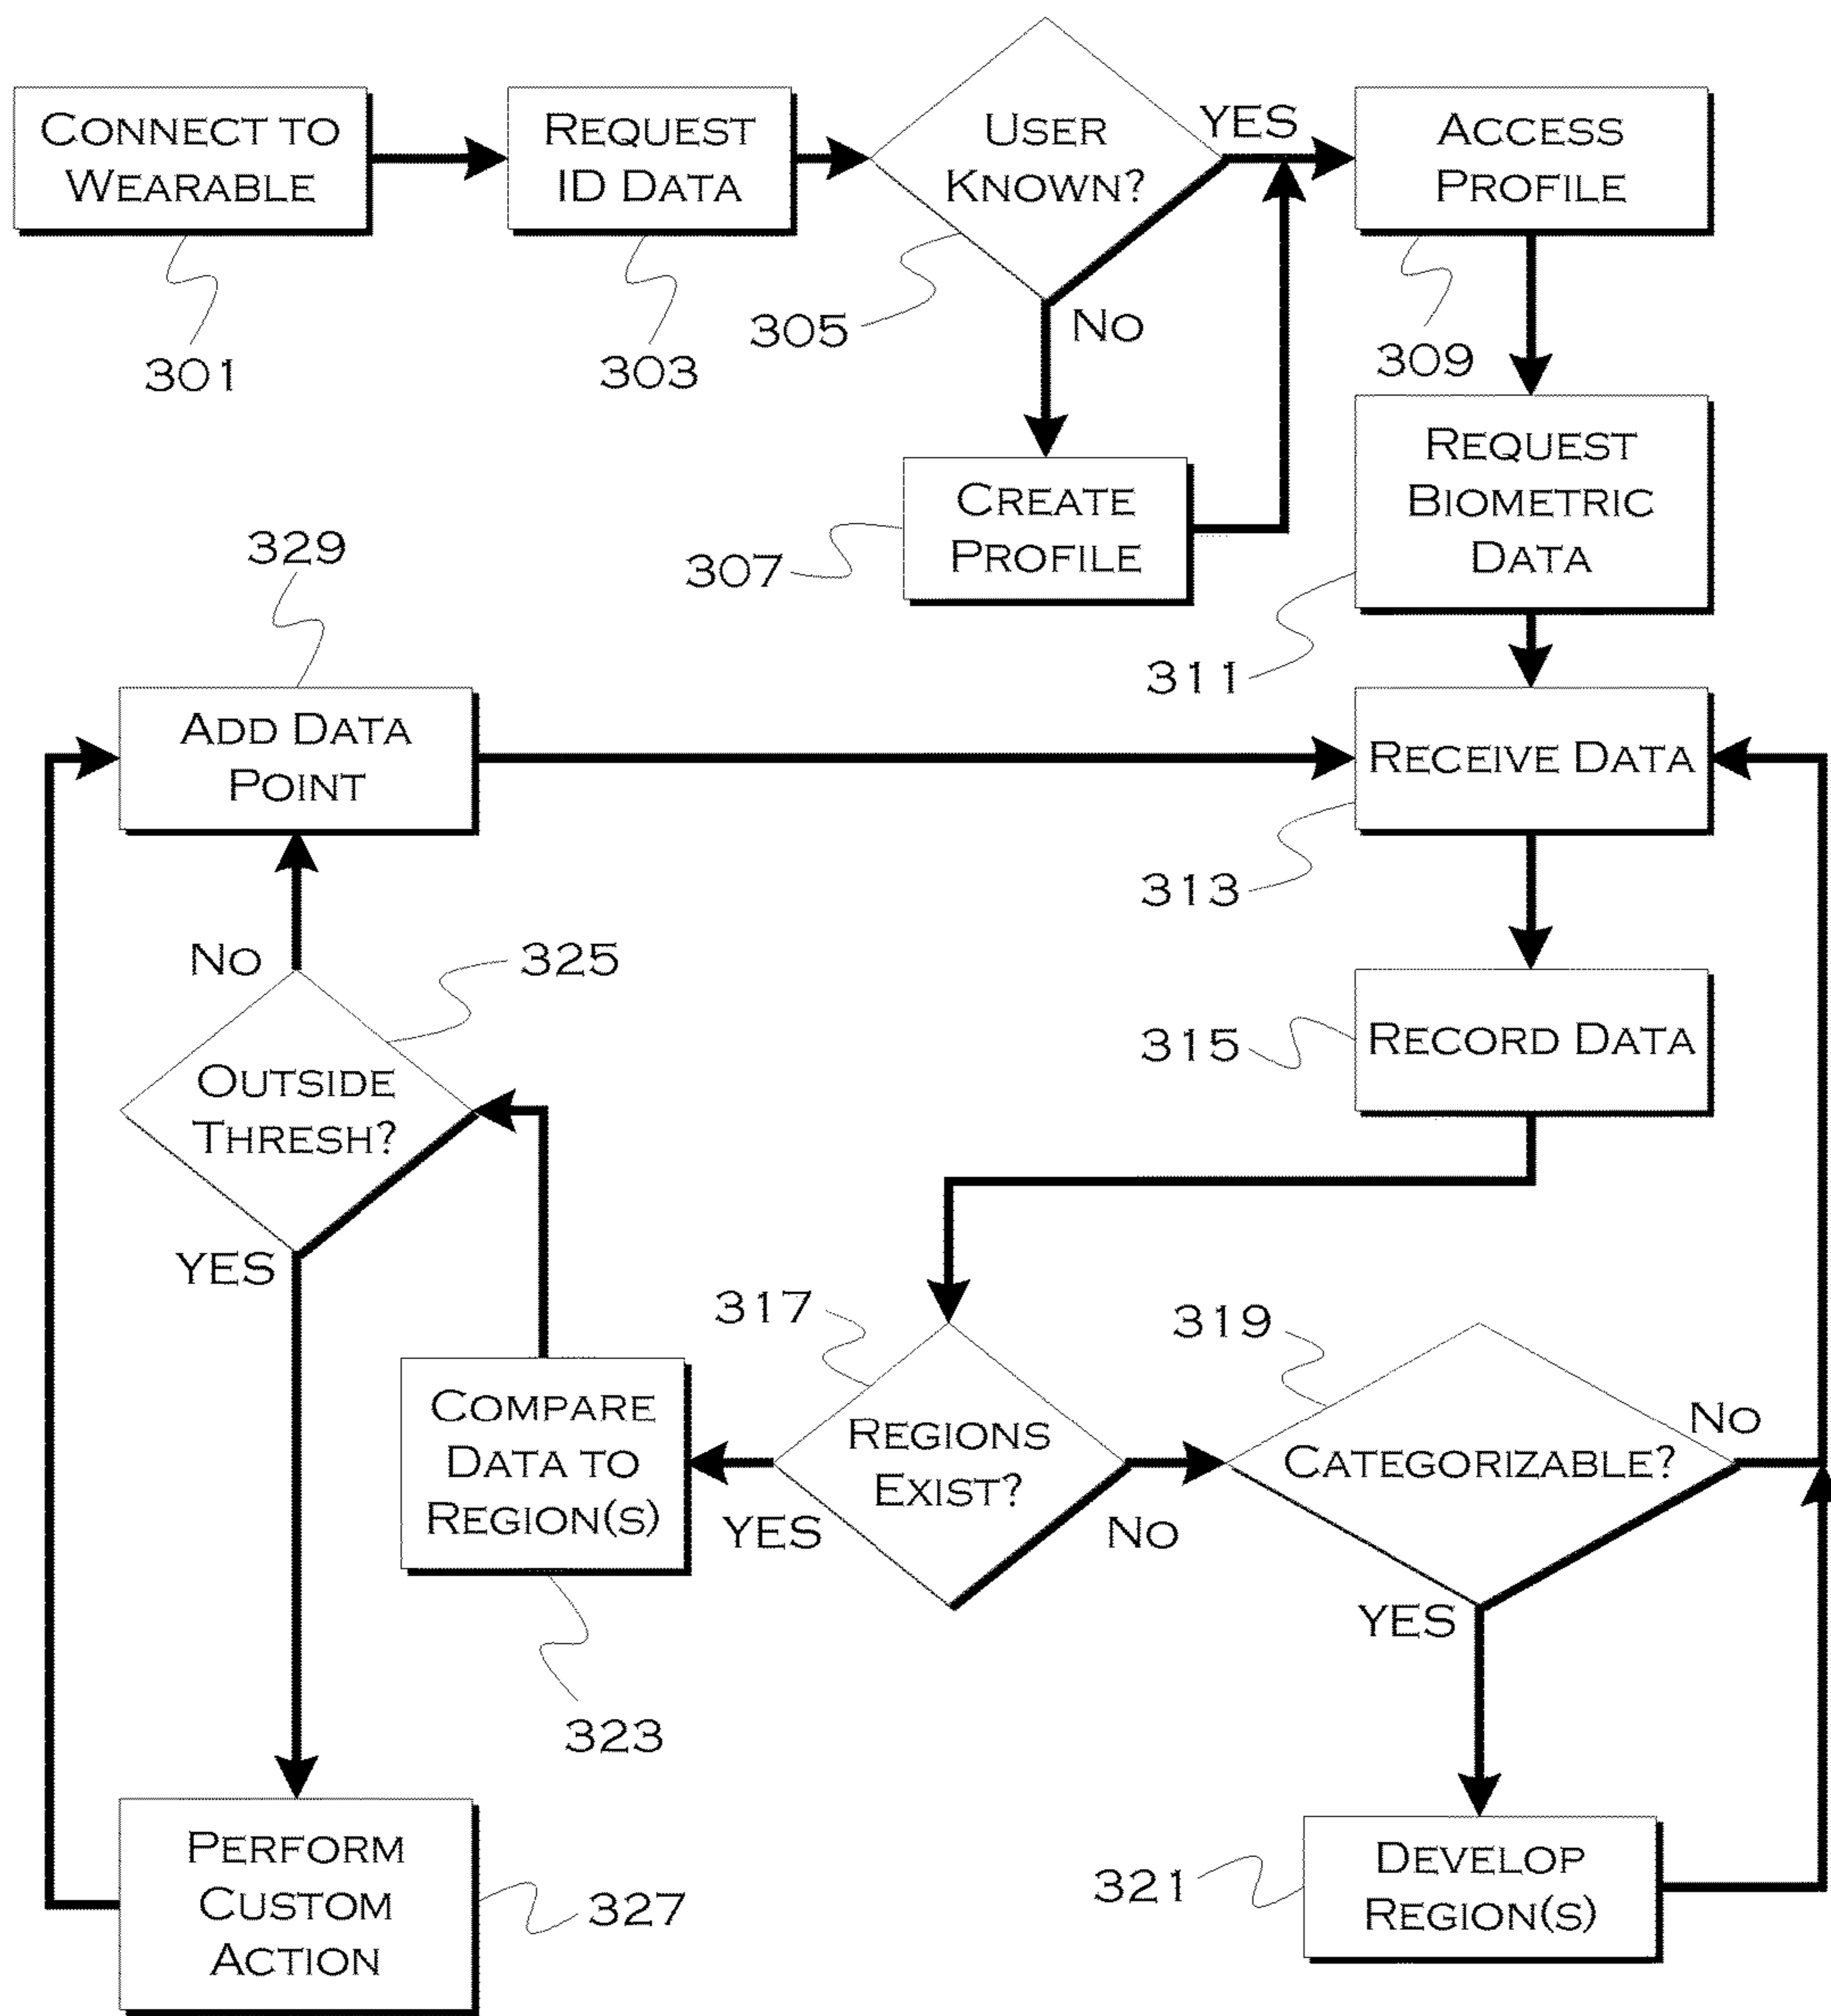 CONNECT TO
WEARABLE
301
REQUEST
ID DATA
303
USER
KNOWN?
305
YES
NO
ACCESS
PROFILE
309
CREATE
PROFILE
307
REQUEST
BIOMETRIC
DATA
311
329
ADD DATA
POINT
RECEIVE DATA
313
NO
325
OUTSIDE
THRESH?
YES
RECORD DATA
315
317
REGIONS
EXIST?
YES
NO
319
CATEGORIZABLE?
NO
YES
COMPARE
DATA TO
REGION(S)
323
PERFORM
CUSTOM
ACTION
327
DEVELOP
REGION(S)
321